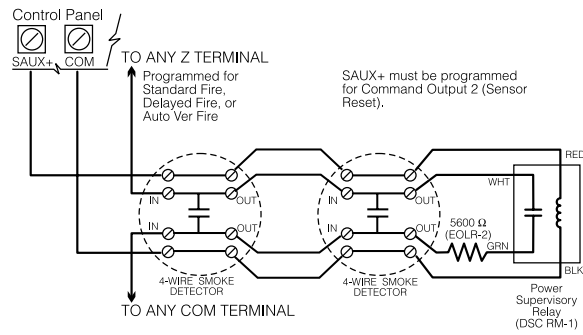 Control Panel
SAUX+ COM
TO ANY Z TERMINAL
Programmed for
Standard Fire,
Delayed Fire, or
Auto Ver Fire
SAUX+ must be programmed
for Command Output 2 (Sensor
Reset).
RED
IN OUT IN OUT WHT
IN OUT IN OUT
5600 Ω
(EOLR-2)
GRN
BLK
4-WIRE SMOKE
DETECTOR
4-WIRE SMOKE
DETECTOR
Power
Supervisory
Relay
(DSC RM-1)
TO ANY COM TERMINAL